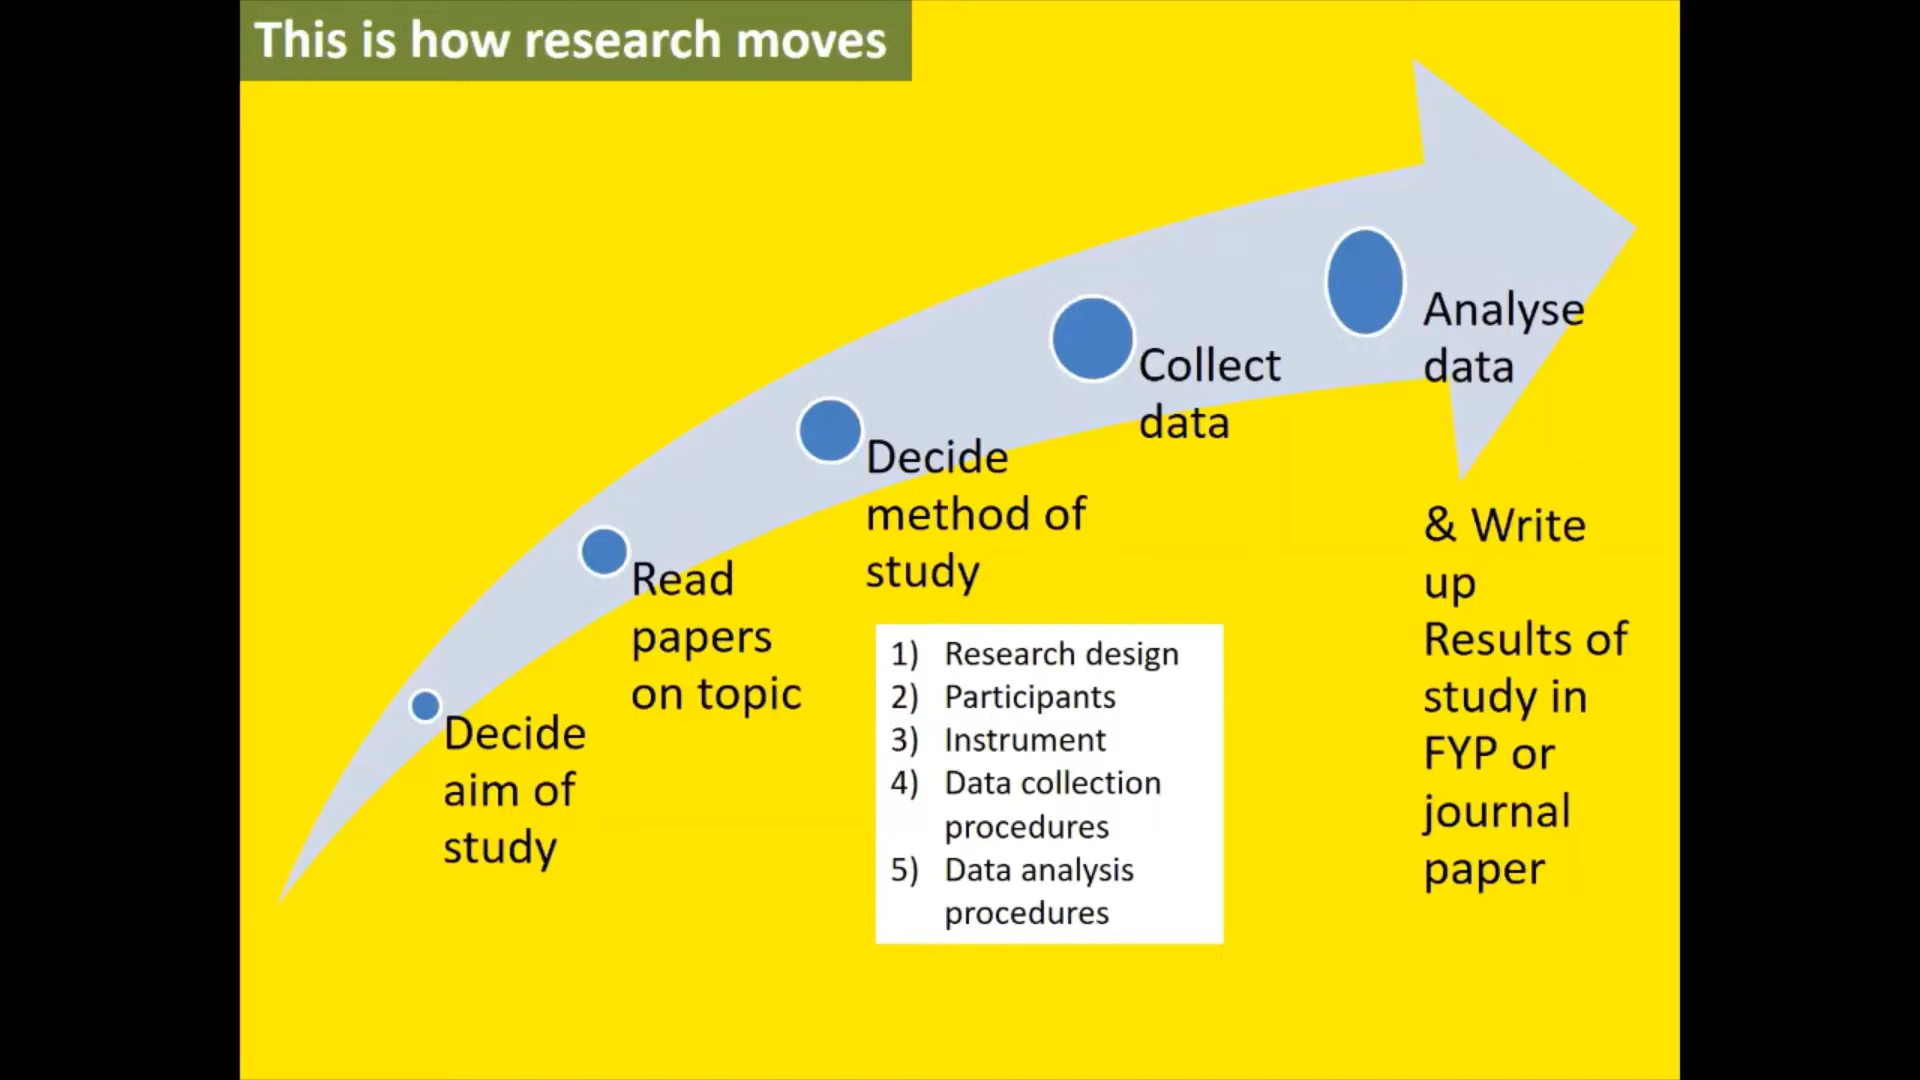 This is how research moves
Decide
aim of
study
Read
papers
on topic
Decide
method of
study
1) Research design
2) Participants
3) Instrument
4) Data collection
procedures
5) Data analysis
procedures
Collect
data
Analyse
data
& Write
up
Results of
study in
FYP or
journal
paper